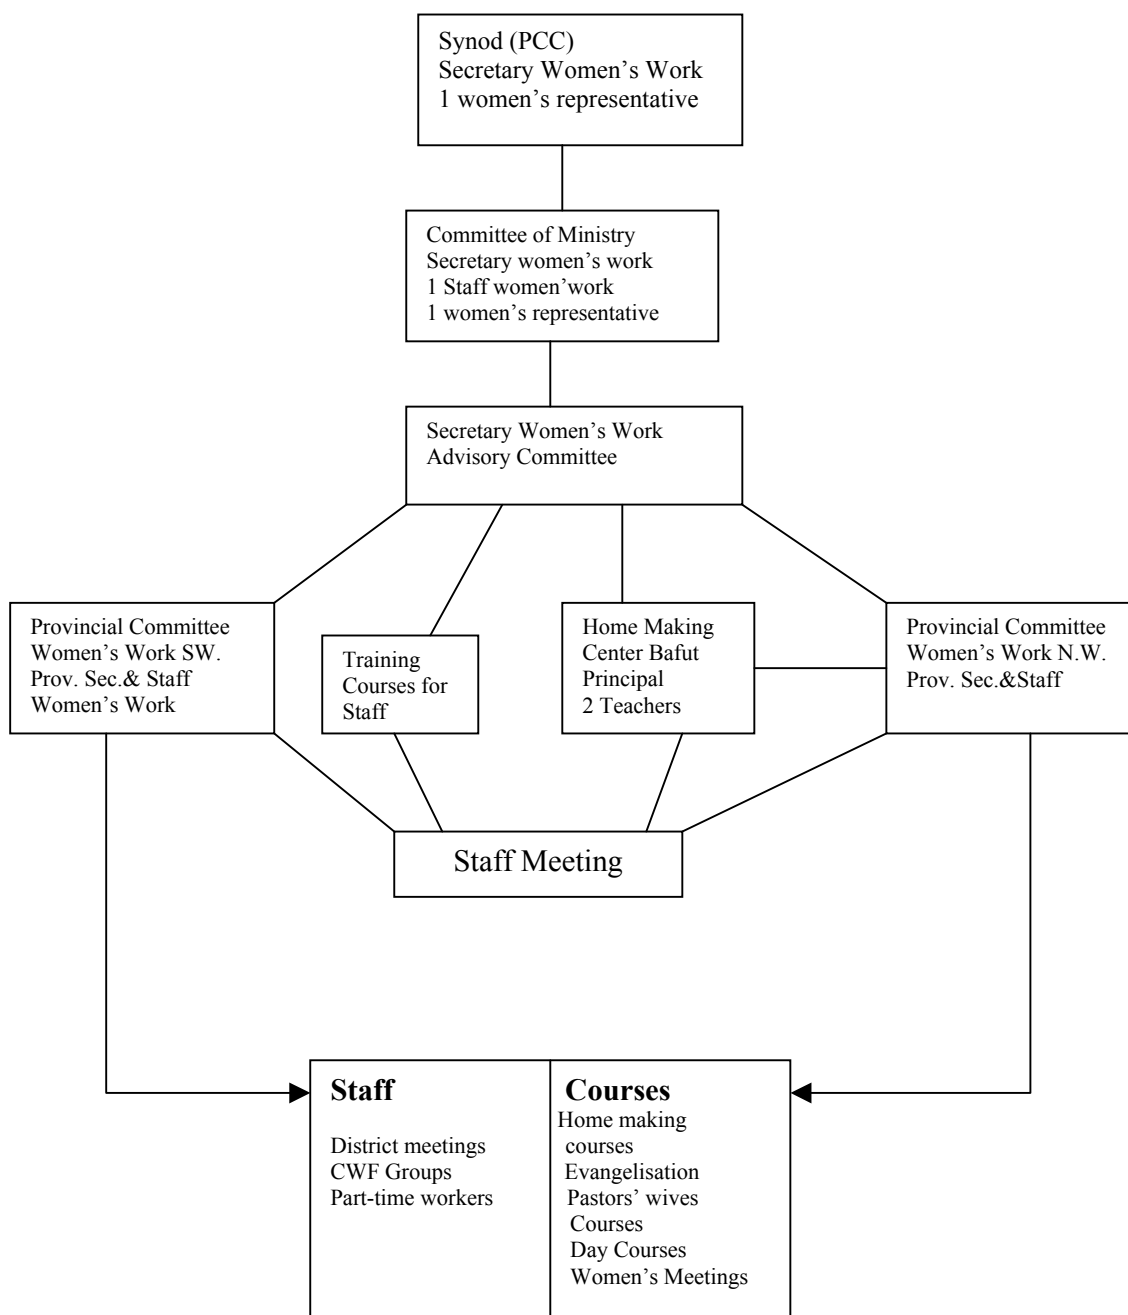 Synod (PCC)
Secretary Women’s Work
1 women’s representative
Committee of Ministry
Secretary women’s work
1 Staff women’work
1 women’s representative
Secretary Women’s Work
Advisory Committee
Provincial Committee
Women’s Work SW.
Prov. Sec.& Staff
Women’s Work
Training
Courses for
Staff
Home Making
Center Bafut
Principal
2 Teachers
Provincial Committee
Women’s Work N.W.
Prov. Sec.&Staff
Staff Meeting
Staff
District meetings
CWF Groups
Part-time workers
Courses
Home making
courses
Evangelisation
Pastors’ wives
Courses
Day Courses
Women’s Meetings